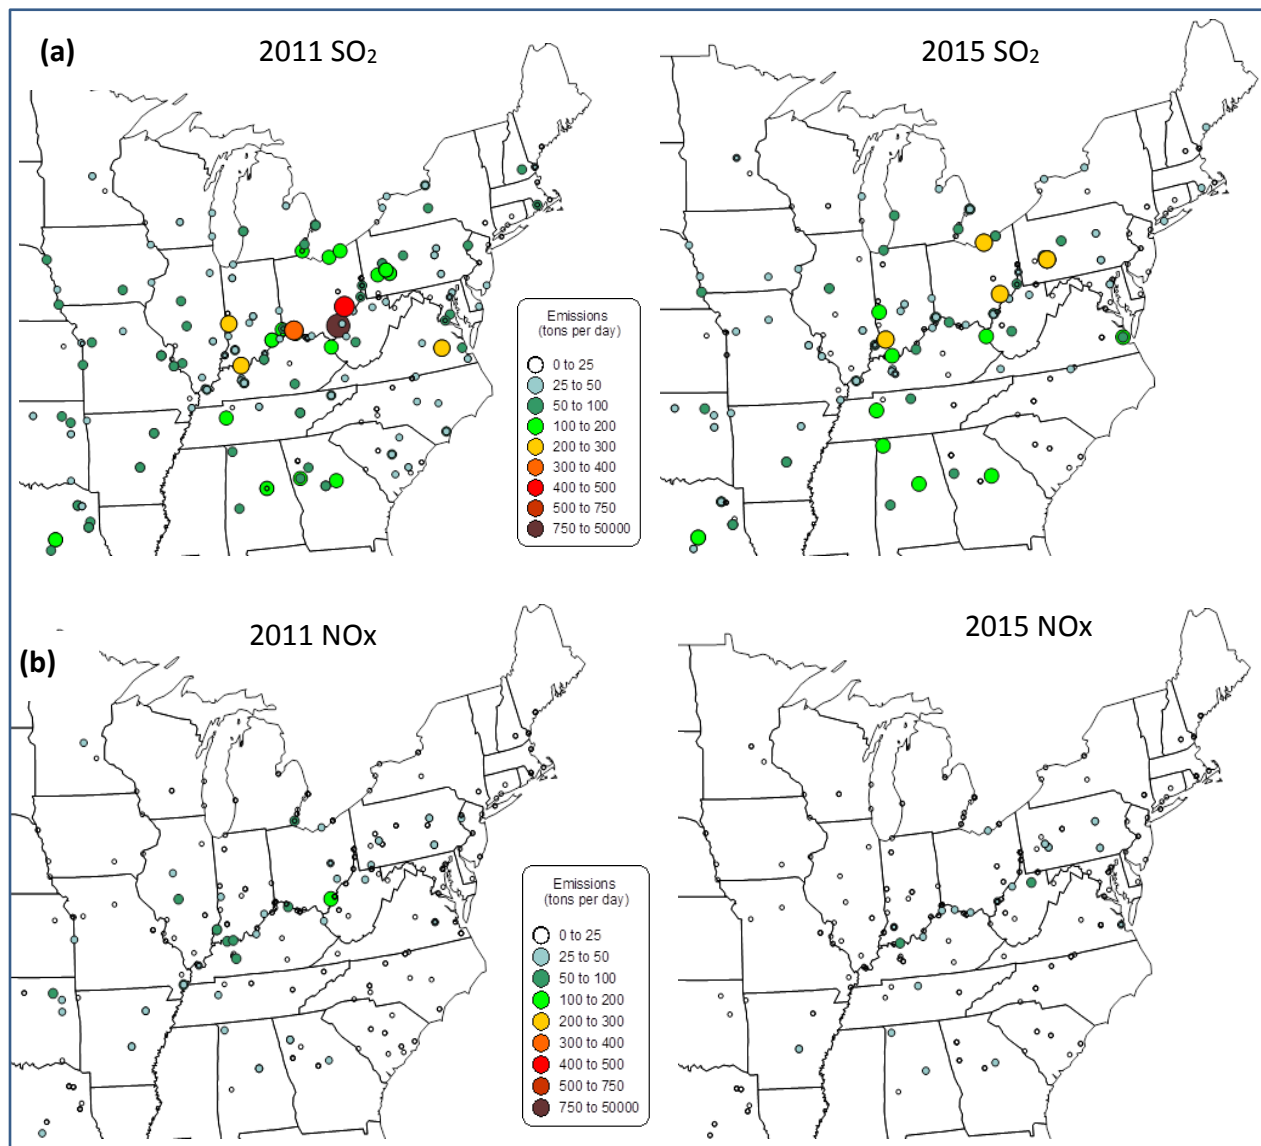 (a)
2011 SO₂
2015 SO₂
Emissions
(tons per day)
0 to 25
25 to 50
50 to 100
100 to 200
200 to 300
300 to 400
400 to 500
500 to 750
750 to 50000
(b)
2011 NOx
2015 NOx
Emissions
(tons per day)
0 to 25
25 to 50
50 to 100
100 to 200
200 to 300
300 to 400
400 to 500
500 to 750
750 to 50000